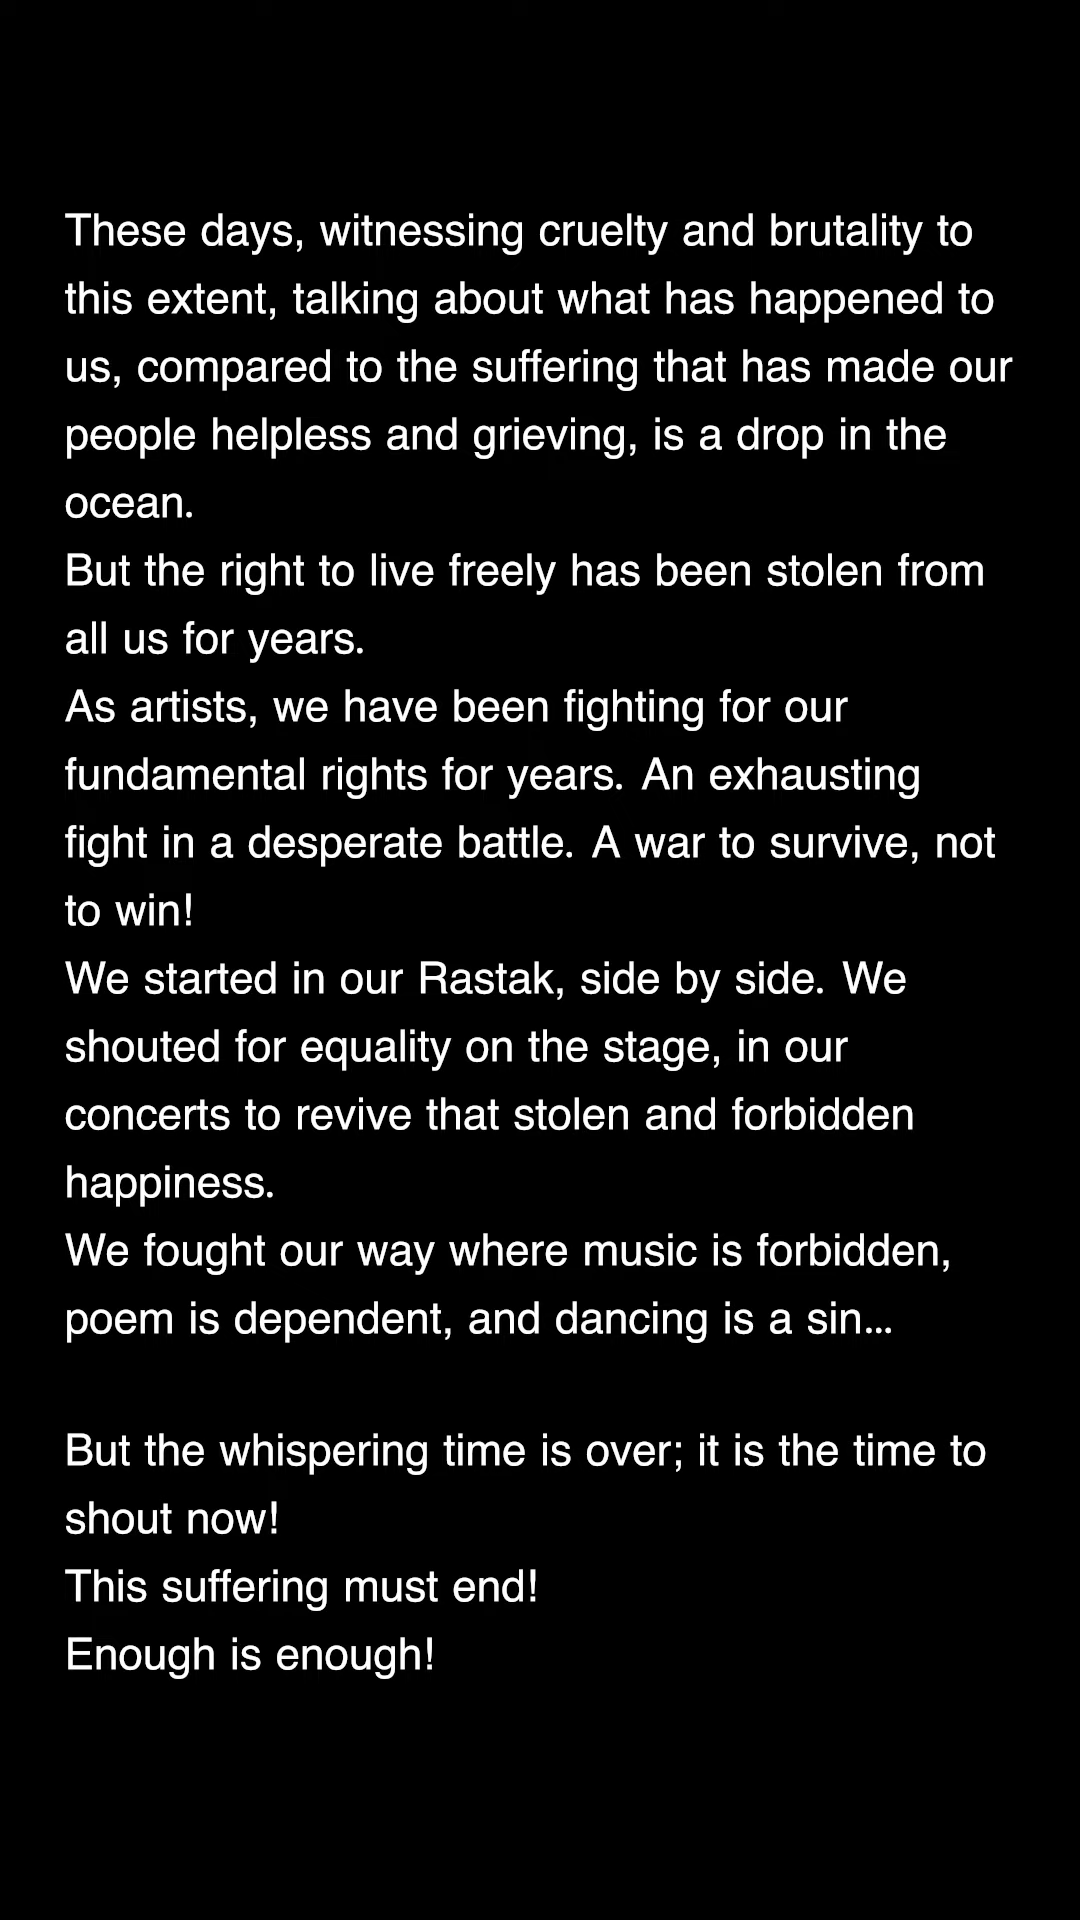 These days, witnessing cruelty and brutality to
this extent, talking about what has happened to
us, compared to the suffering that has made our
people helpless and grieving, is a drop in the
ocean.
But the right to live freely has been stolen from
all us for years.
As artists, we have been fighting for our
fundamental rights for years. An exhausting
fight in a desperate battle. A war to survive, not
to win!
We started in our Rastak, side by side. We
shouted for equality on the stage, in our
concerts to revive that stolen and forbidden
happiness.
We fought our way where music is forbidden,
poem is dependent, and dancing is a sin...
But the whispering time is over; it is the time to
shout now!
This suffering must end!
Enough is enough!